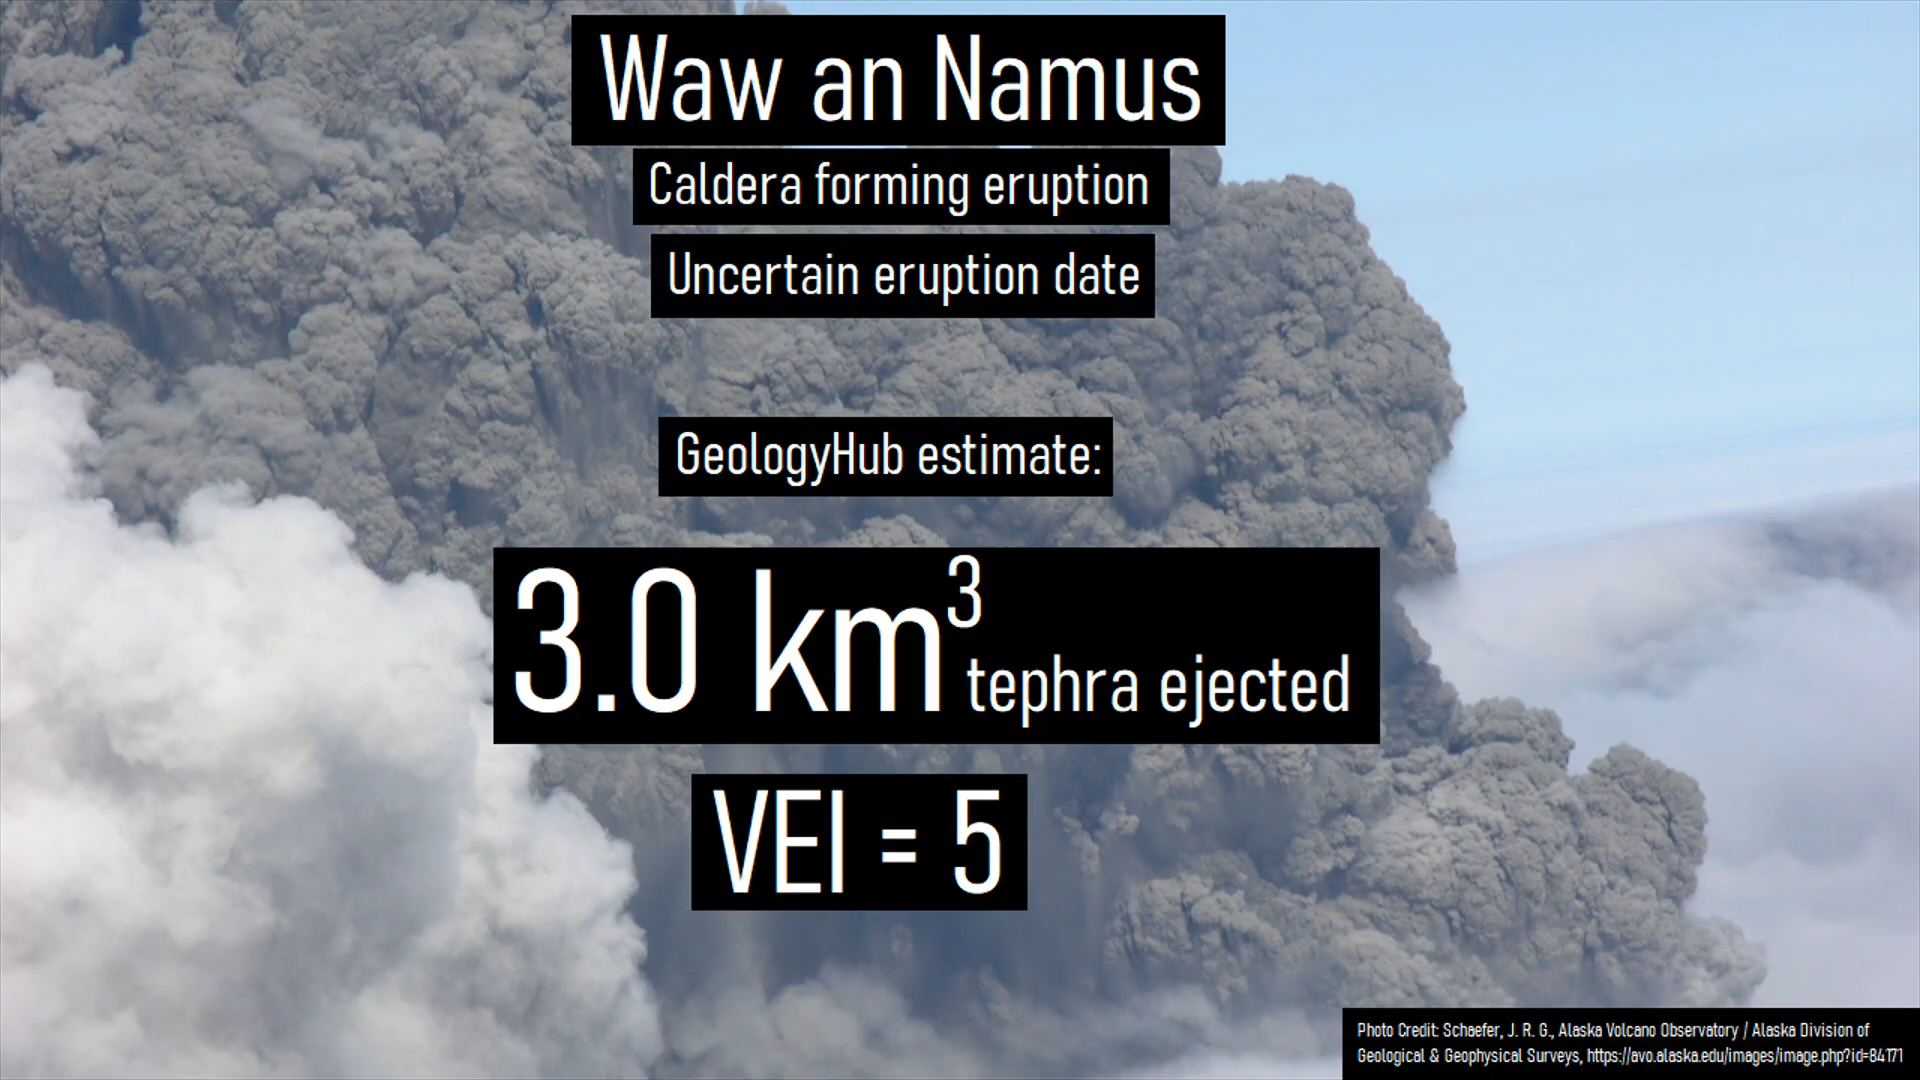 Waw an Namus
Caldera forming eruption
Uncertain eruption date
GeologyHub estimate:
3.0 km³ tephra ejected
VEI = 5
Photo Credit: Schaefer, J. R. G., Alaska Volcano Observatory / Alaska Division of
Geological & Geophysical Surveys, https://avo.alaska.edu/images/image.php?id=84171